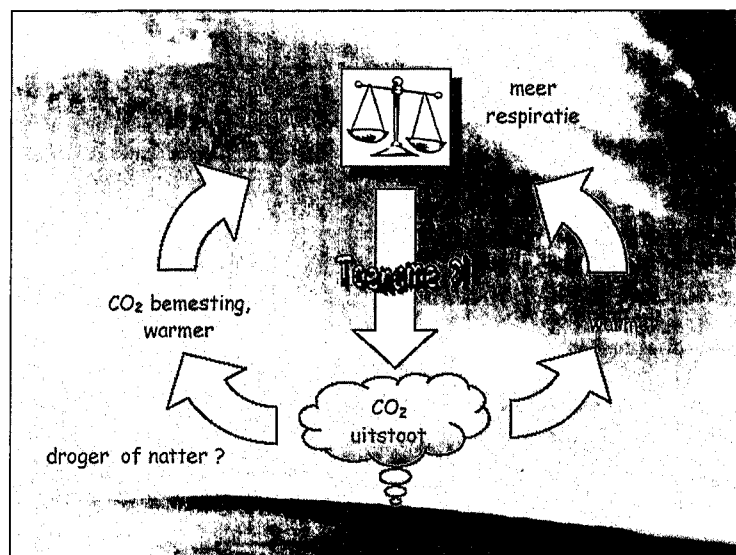 meer
respiratie
Toename ?!
CO₂ bemesting,
warmer
warmer
CO₂
uitstoot
droger of natter ?